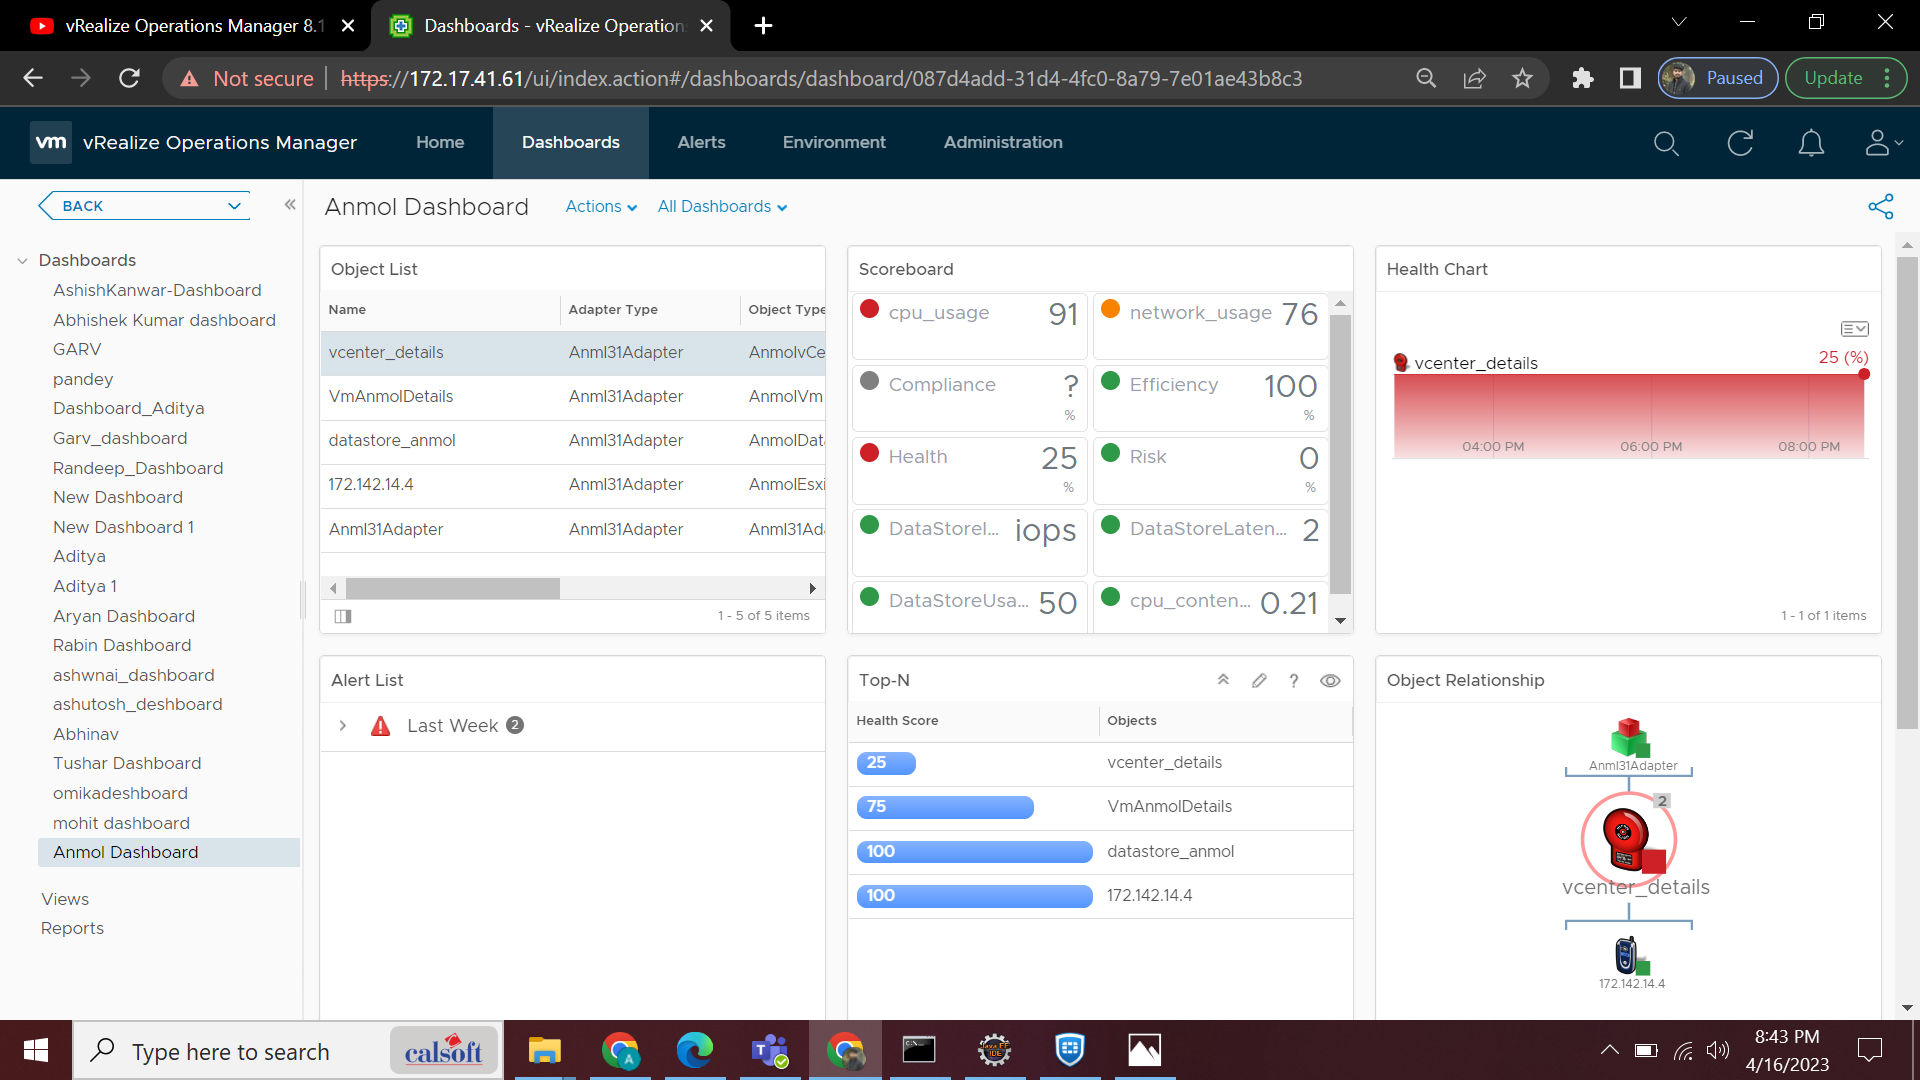 vRealize Operations Manager 8.1
Dashboards - vRealize Operation
Not secure
https://172.17.41.61/ui/index.action#/dashboards/dashboard/087d4add-31d4-4fc0-8a79-7e01ae43b8c3
Paused
Update
vm
vRealize Operations Manager
Home
Dashboards
Alerts
Environment
Administration
BACK
Dashboards
AshishKanwar-Dashboard
Abhishek Kumar dashboard
GARV
pandey
Dashboard_Aditya
Garv_dashboard
Randeep_Dashboard
New Dashboard
New Dashboard 1
Aditya
Aditya 1
Aryan Dashboard
Rabin Dashboard
ashwnai_dashboard
ashutosh_deshboard
Abhinav
Tushar Dashboard
omikadeshboard
mohit dashboard
Anmol Dashboard
Views
Reports
Anmol Dashboard
Actions
All Dashboards
Object List
Name Adapter Type Object Type
vcenter_details Anml31Adapter AnmolvCe
VmAnmolDetails Anml31Adapter AnmolVm
datastore_anmol Anml31Adapter AnmolData
172.142.14.4 Anml31Adapter AnmolEsxi
Anml31Adapter Anml31Adapter Anml31Ad
1 - 5 of 5 items
Scoreboard
cpu_usage 91
network_usage 76
Compliance ?
%
Efficiency 100
%
Health 25
%
Risk 0
%
DataStoreI... iops
DataStoreLaten... 2
DataStoreUsa... 50
cpu_conten... 0.21
Health Chart
vcenter_details
25 (%)
04:00 PM 06:00 PM 08:00 PM
1 - 1 of 1 items
Alert List
Last Week 2
Top-N
?
Health Score Objects
25 vcenter_details
75 VmAnmolDetails
100 datastore_anmol
100 172.142.14.4
Object Relationship
Anml31Adapter
2
vcenter_details
172.142.14.4
Type here to search
calsoft
A
Java EE
IDE
8:43 PM
4/16/2023